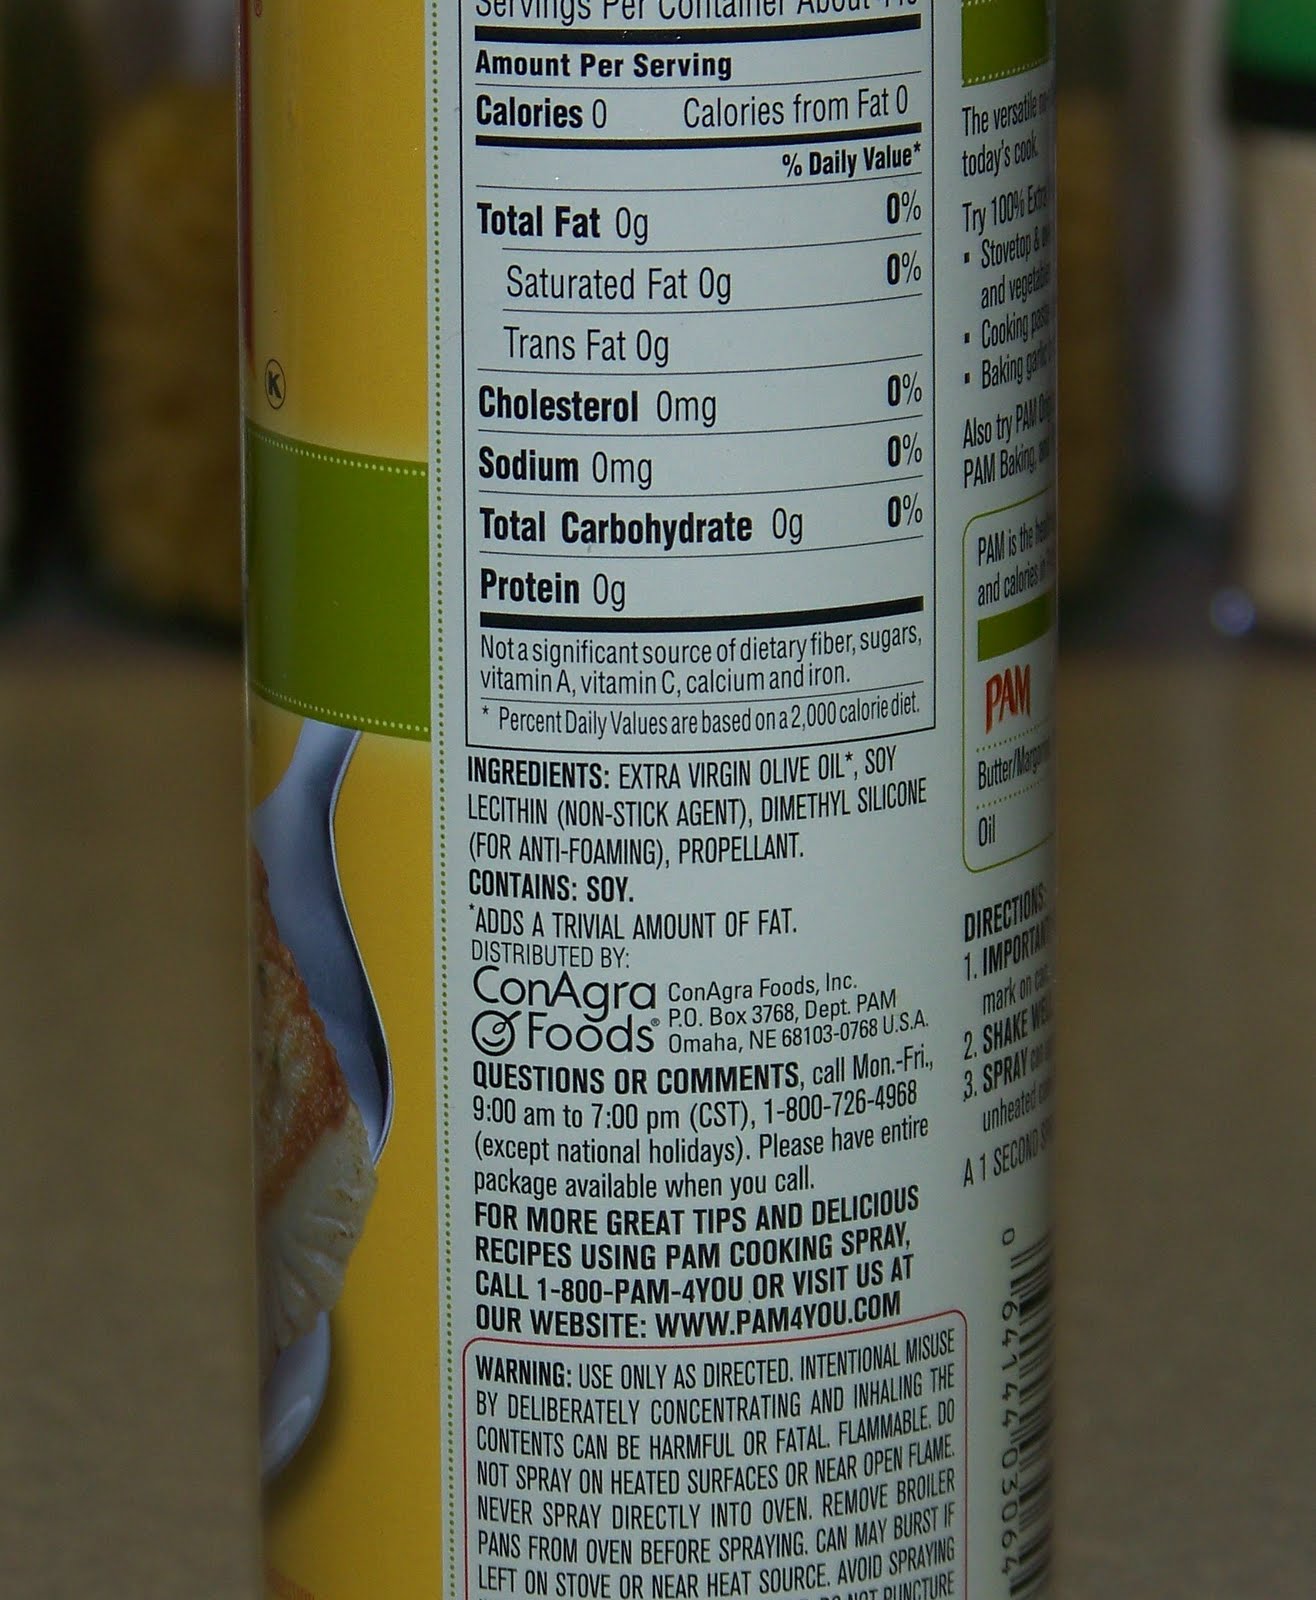 Servings Per Container About
Amount Per Serving
Calories 0 Calories from Fat 0
% Daily Value*
Total Fat 0g 0%
Saturated Fat 0g 0%
Trans Fat 0g
Cholesterol 0mg 0%
Sodium 0mg 0%
Total Carbohydrate 0g 0%
Protein 0g
Not a significant source of dietary fiber, sugars,
vitamin A, vitamin C, calcium and iron.
* Percent Daily Values are based on a 2,000 calorie diet.
INGREDIENTS: EXTRA VIRGIN OLIVE OIL*, SOY
LECITHIN (NON-STICK AGENT), DIMETHYL SILICONE
(FOR ANTI-FOAMING), PROPELLANT.
CONTAINS: SOY.
*ADDS A TRIVIAL AMOUNT OF FAT.
DISTRIBUTED BY:
ConAgra
Foods®
ConAgra Foods, Inc.
P.O. Box 3768, Dept. PAM
Omaha, NE 68103-0768 U.S.A.
QUESTIONS OR COMMENTS, call Mon.-Fri.,
9:00 am to 7:00 pm (CST), 1-800-726-4968
(except national holidays). Please have entire
package available when you call.
FOR MORE GREAT TIPS AND DELICIOUS
RECIPES USING PAM COOKING SPRAY,
CALL 1-800-PAM-4YOU OR VISIT US AT
OUR WEBSITE: WWW.PAM4YOU.COM
WARNING: USE ONLY AS DIRECTED. INTENTIONAL MISUSE
BY DELIBERATELY CONCENTRATING AND INHALING THE
CONTENTS CAN BE HARMFUL OR FATAL. FLAMMABLE. DO
NOT SPRAY ON HEATED SURFACES OR NEAR OPEN FLAME.
NEVER SPRAY DIRECTLY INTO OVEN. REMOVE BROILER
PANS FROM OVEN BEFORE SPRAYING. CAN MAY BURST IF
LEFT ON STOVE OR NEAR HEAT SOURCE. AVOID SPRAYING
DO NOT PUNCTURE
K
The versatile
today's cook.
Try 100%
▪ Stovetop &
and
▪ Cooking
▪ Baking
Also try PAM
PAM Baking,
PAM is the
and calories
PAM
Oil
DIRECTIONS
1. IMPORTANT
mark on
2. SHAKE
3. SPRAY
unheated
A 1 SECOND
0 64144 03064